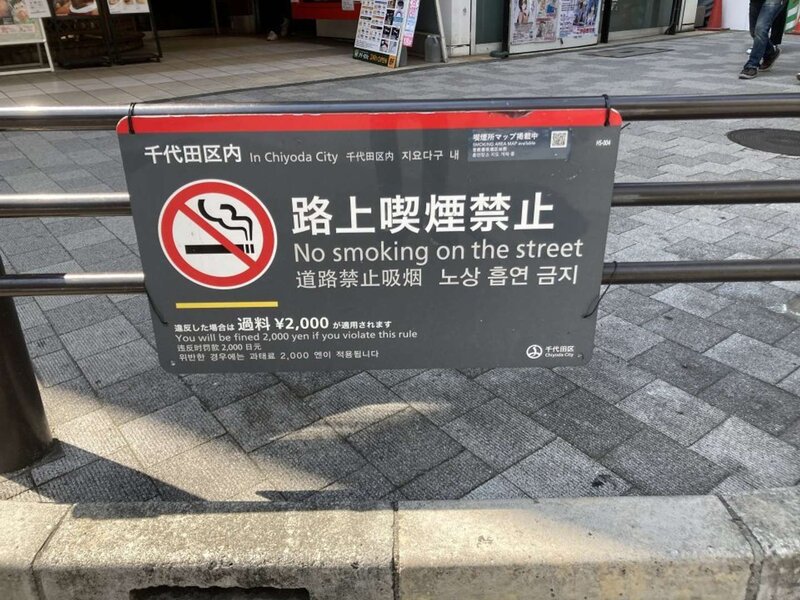 千代田区内 In Chiyoda City 千代田区内 지요다구 내
喫煙所マップ掲載中
SMOKING AREA MAP available
H5-004
路上喫煙禁止
No smoking on the street
道路禁止吸烟 노상 흡연 금지
違反した場合は 過料 ¥2,000 が適用されます
You will be fined 2,000 yen if you violate this rule
违反时罚款 2,000 日元
위반한 경우에는 과태료 2,000 엔이 적용됩니다
千代田区
Chiyoda City